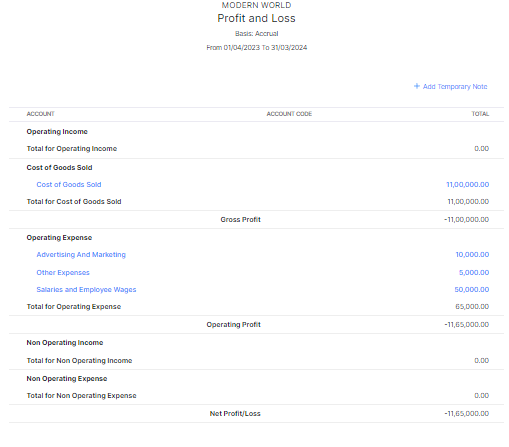 MODERN WORLD
Profit and Loss
Basis: Accrual
From 01/04/2023 To 31/03/2024
+ Add Temporary Note
ACCOUNT ACCOUNT CODE TOTAL
Operating Income
Total for Operating Income 0.00
Cost of Goods Sold
Cost of Goods Sold 11,00,000.00
Total for Cost of Goods Sold 11,00,000.00
Gross Profit -11,00,000.00
Operating Expense
Advertising And Marketing 10,000.00
Other Expenses 5,000.00
Salaries and Employee Wages 50,000.00
Total for Operating Expense 65,000.00
Operating Profit -11,65,000.00
Non Operating Income
Total for Non Operating Income 0.00
Non Operating Expense
Total for Non Operating Expense 0.00
Net Profit/Loss -11,65,000.00